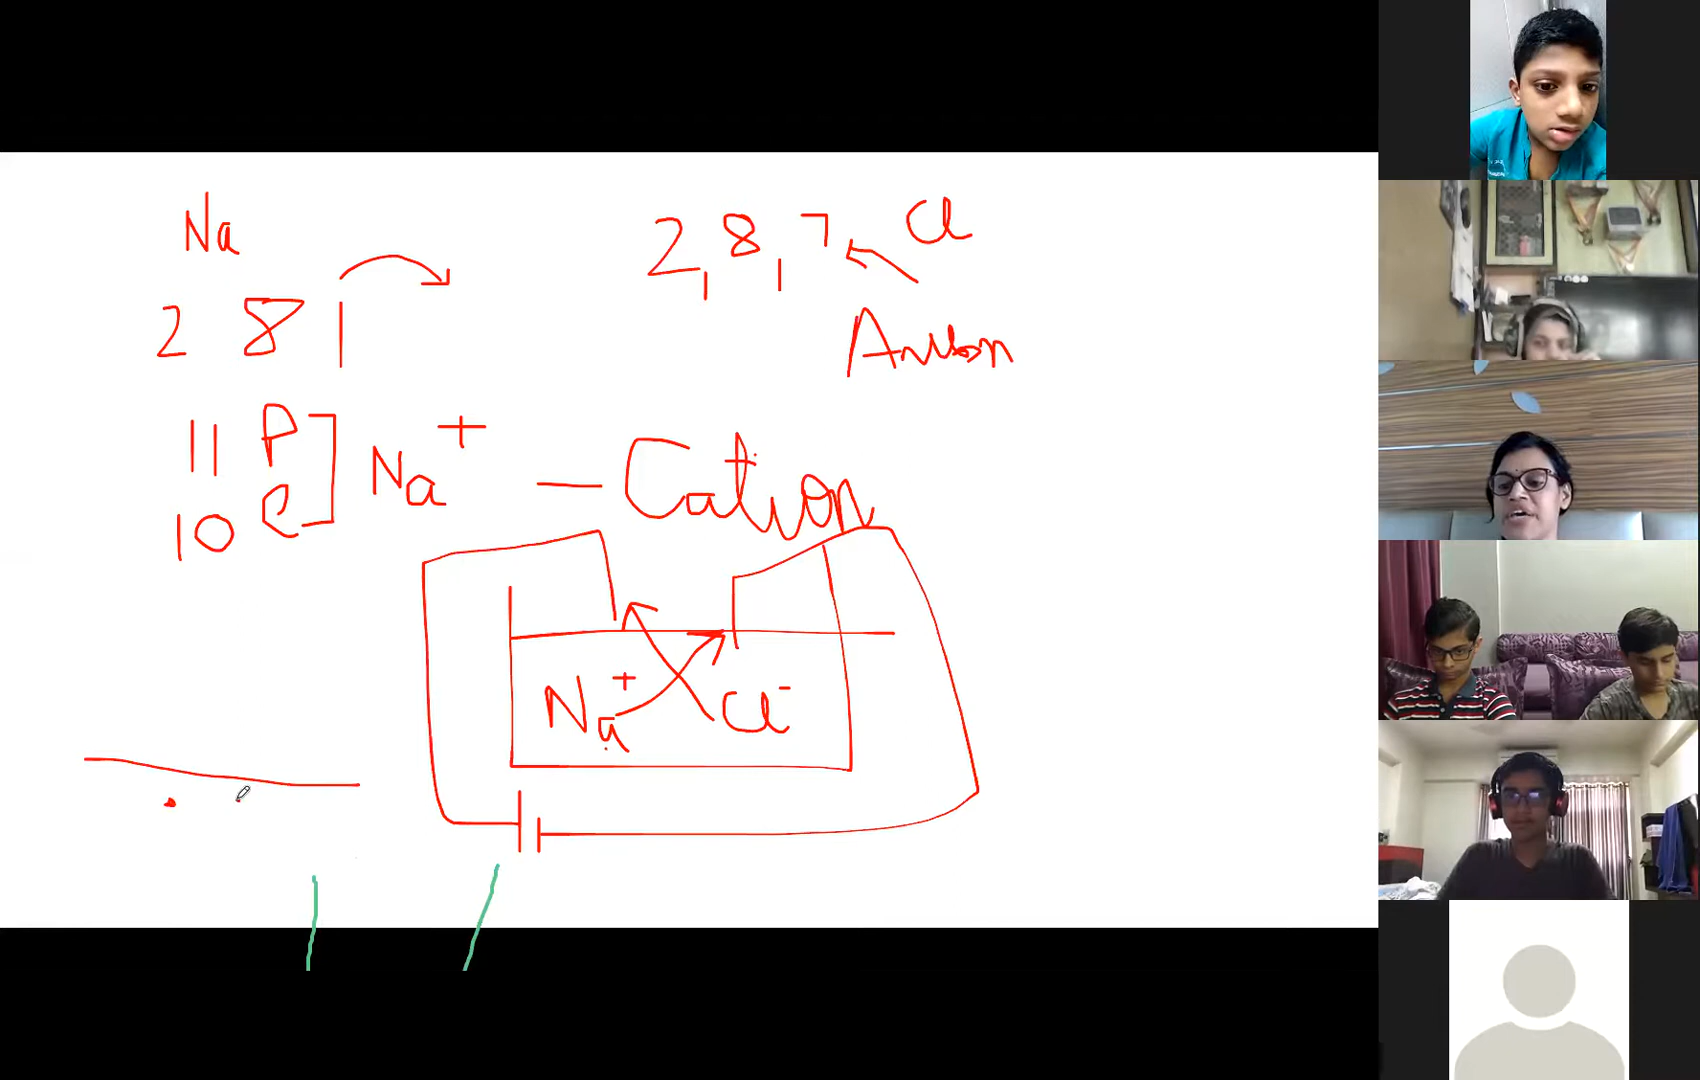 Na
2 8 1
2, 8, 7 Cl
Anion
11 P
10 e
Na+ — Cation
Na+ Cl-